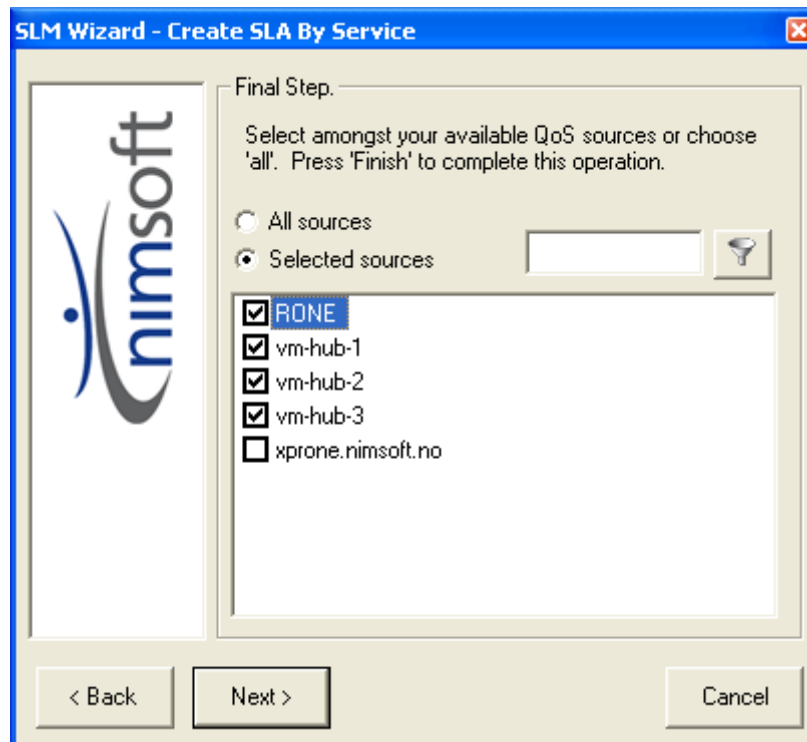 SLM Wizard - Create SLA By Service
nimsoft
Final Step.
Select amongst your available QoS sources or choose
'all'. Press 'Finish' to complete this operation.
All sources
Selected sources
RONE
vm-hub-1
vm-hub-2
vm-hub-3
xprone.nimsoft.no
< Back
Next >
Cancel